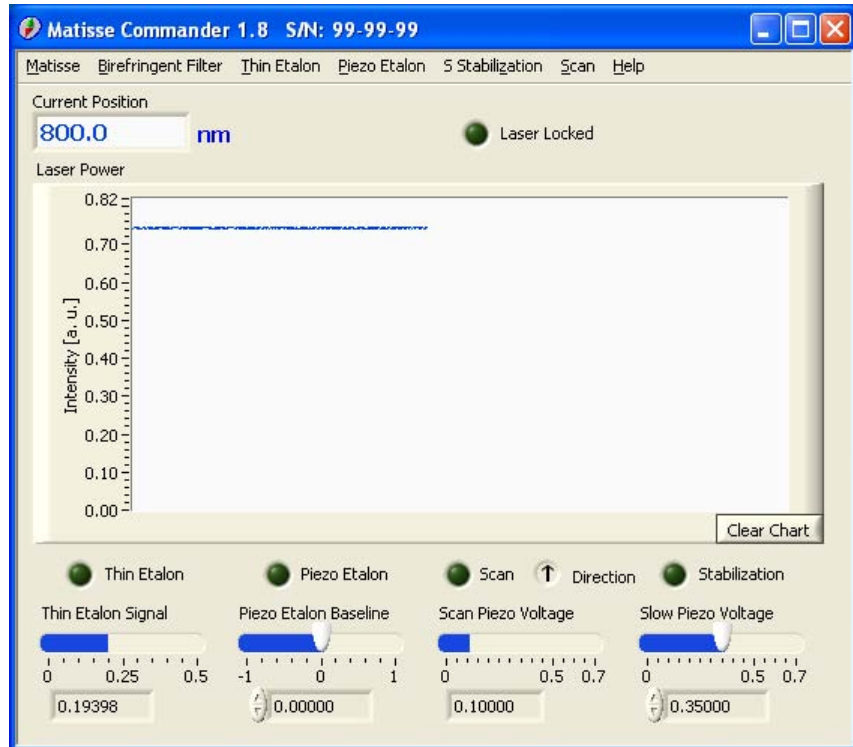 Matisse Commander 1.8 S/N: 99-99-99
Matisse Birefringent Filter Thin Etalon Piezo Etalon S Stabilization Scan Help
Current Position
800.0 nm
Laser Locked
Laser Power
0.82
0.70
0.60
0.50
0.40
0.30
0.20
0.10
0.00
Intensity [a. u.]
Clear Chart
Thin Etalon Piezo Etalon Scan Direction Stabilization
Thin Etalon Signal Piezo Etalon Baseline Scan Piezo Voltage Slow Piezo Voltage
0 0.25 0.5 -1 0 1 0 0.5 0.7 0 0.5 0.7
0.19398 0.00000 0.10000 0.35000